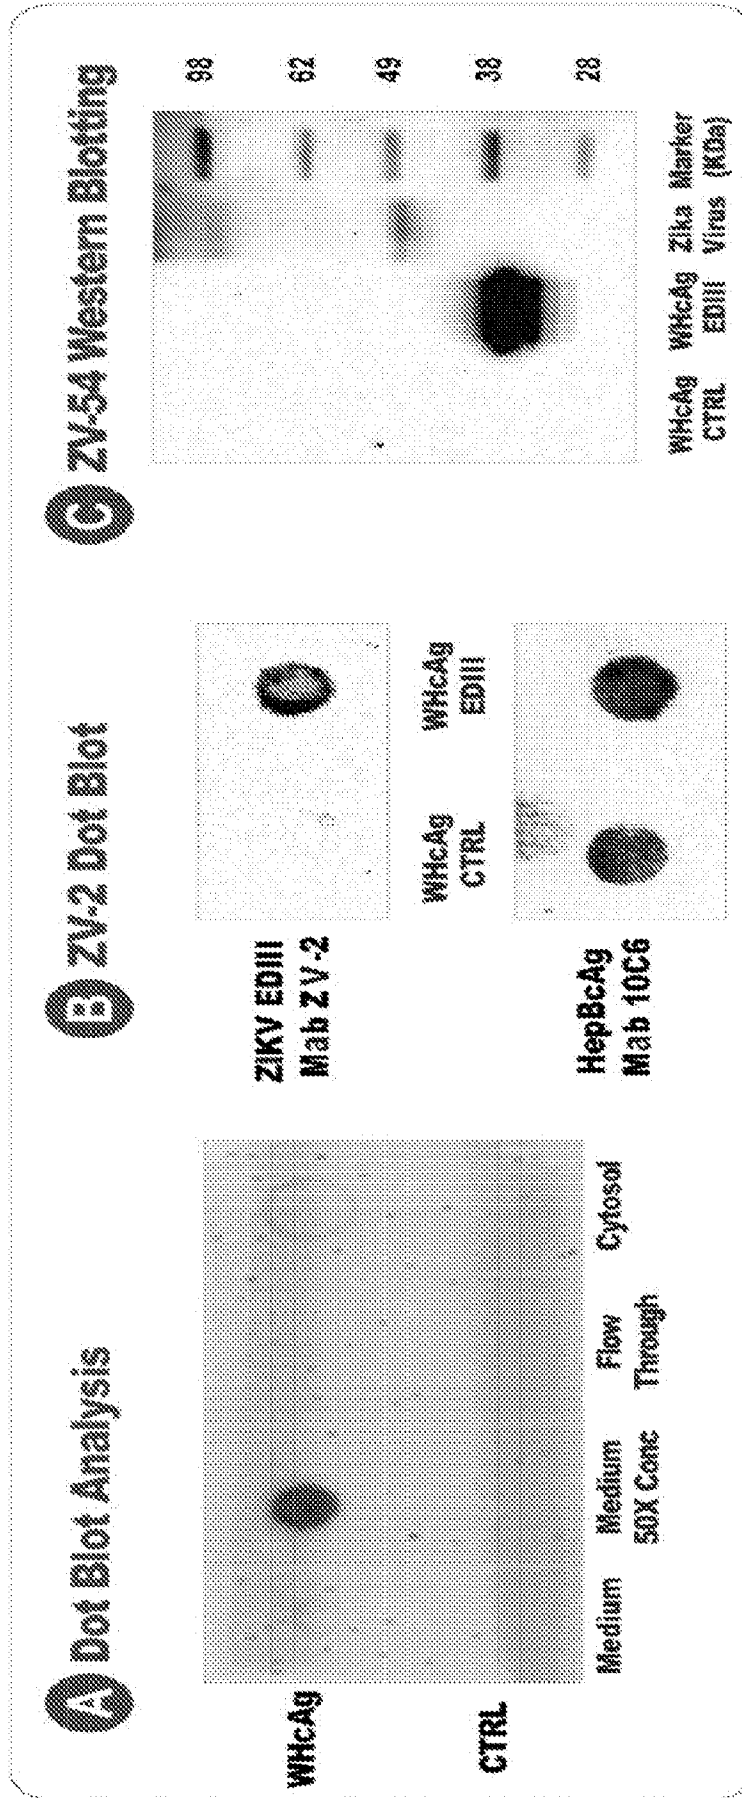 A Dot Blot Analysis
WHcAg
CTRL
Medium
Medium
50X Conc
Flow
Through
Cytosol
B ZV-2 Dot Blot
ZIKV EDIII
Mab ZV-2
WHcAg
CTRL
WHcAg
EDIII
HepBcAg
Mab 10C6
C ZV-54 Western Blotting
98
62
49
38
28
WHcAg
CTRL
WHcAg
EDIII
Zika
Virus
Marker
(KDa)